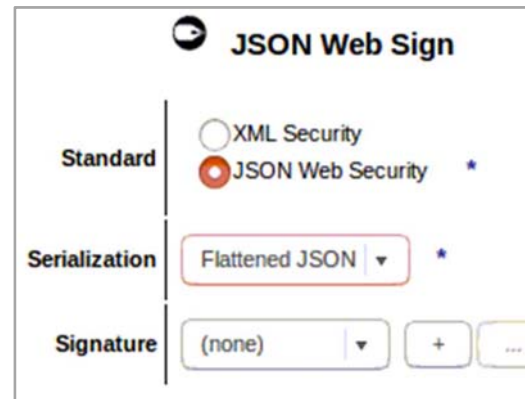 JSON Web Sign
XML Security
Standard
JSON Web Security *
Serialization Flattened JSON *
Signature (none) + ...